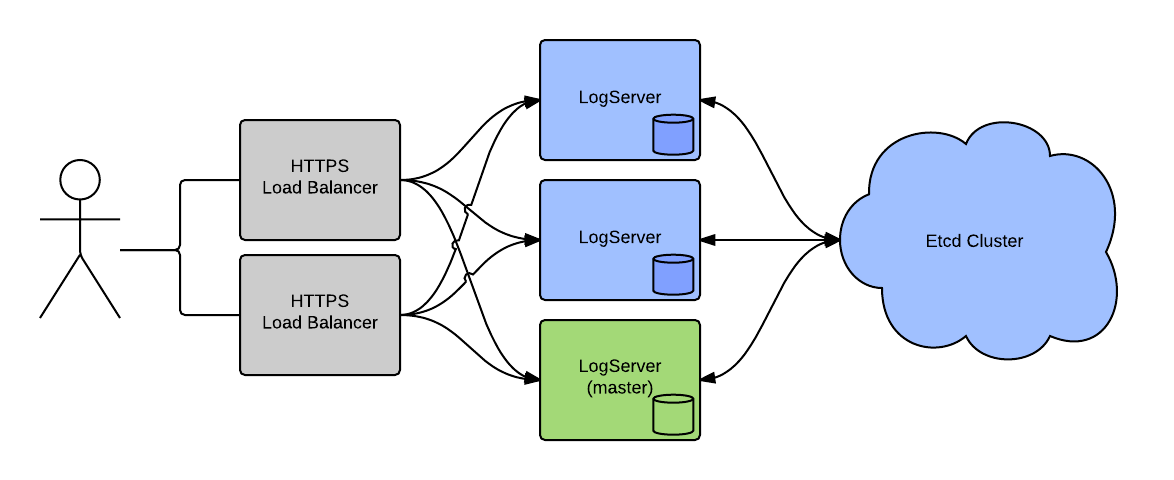 HTTPS
Load Balancer
HTTPS
Load Balancer
LogServer
LogServer
LogServer
(master)
Etcd Cluster